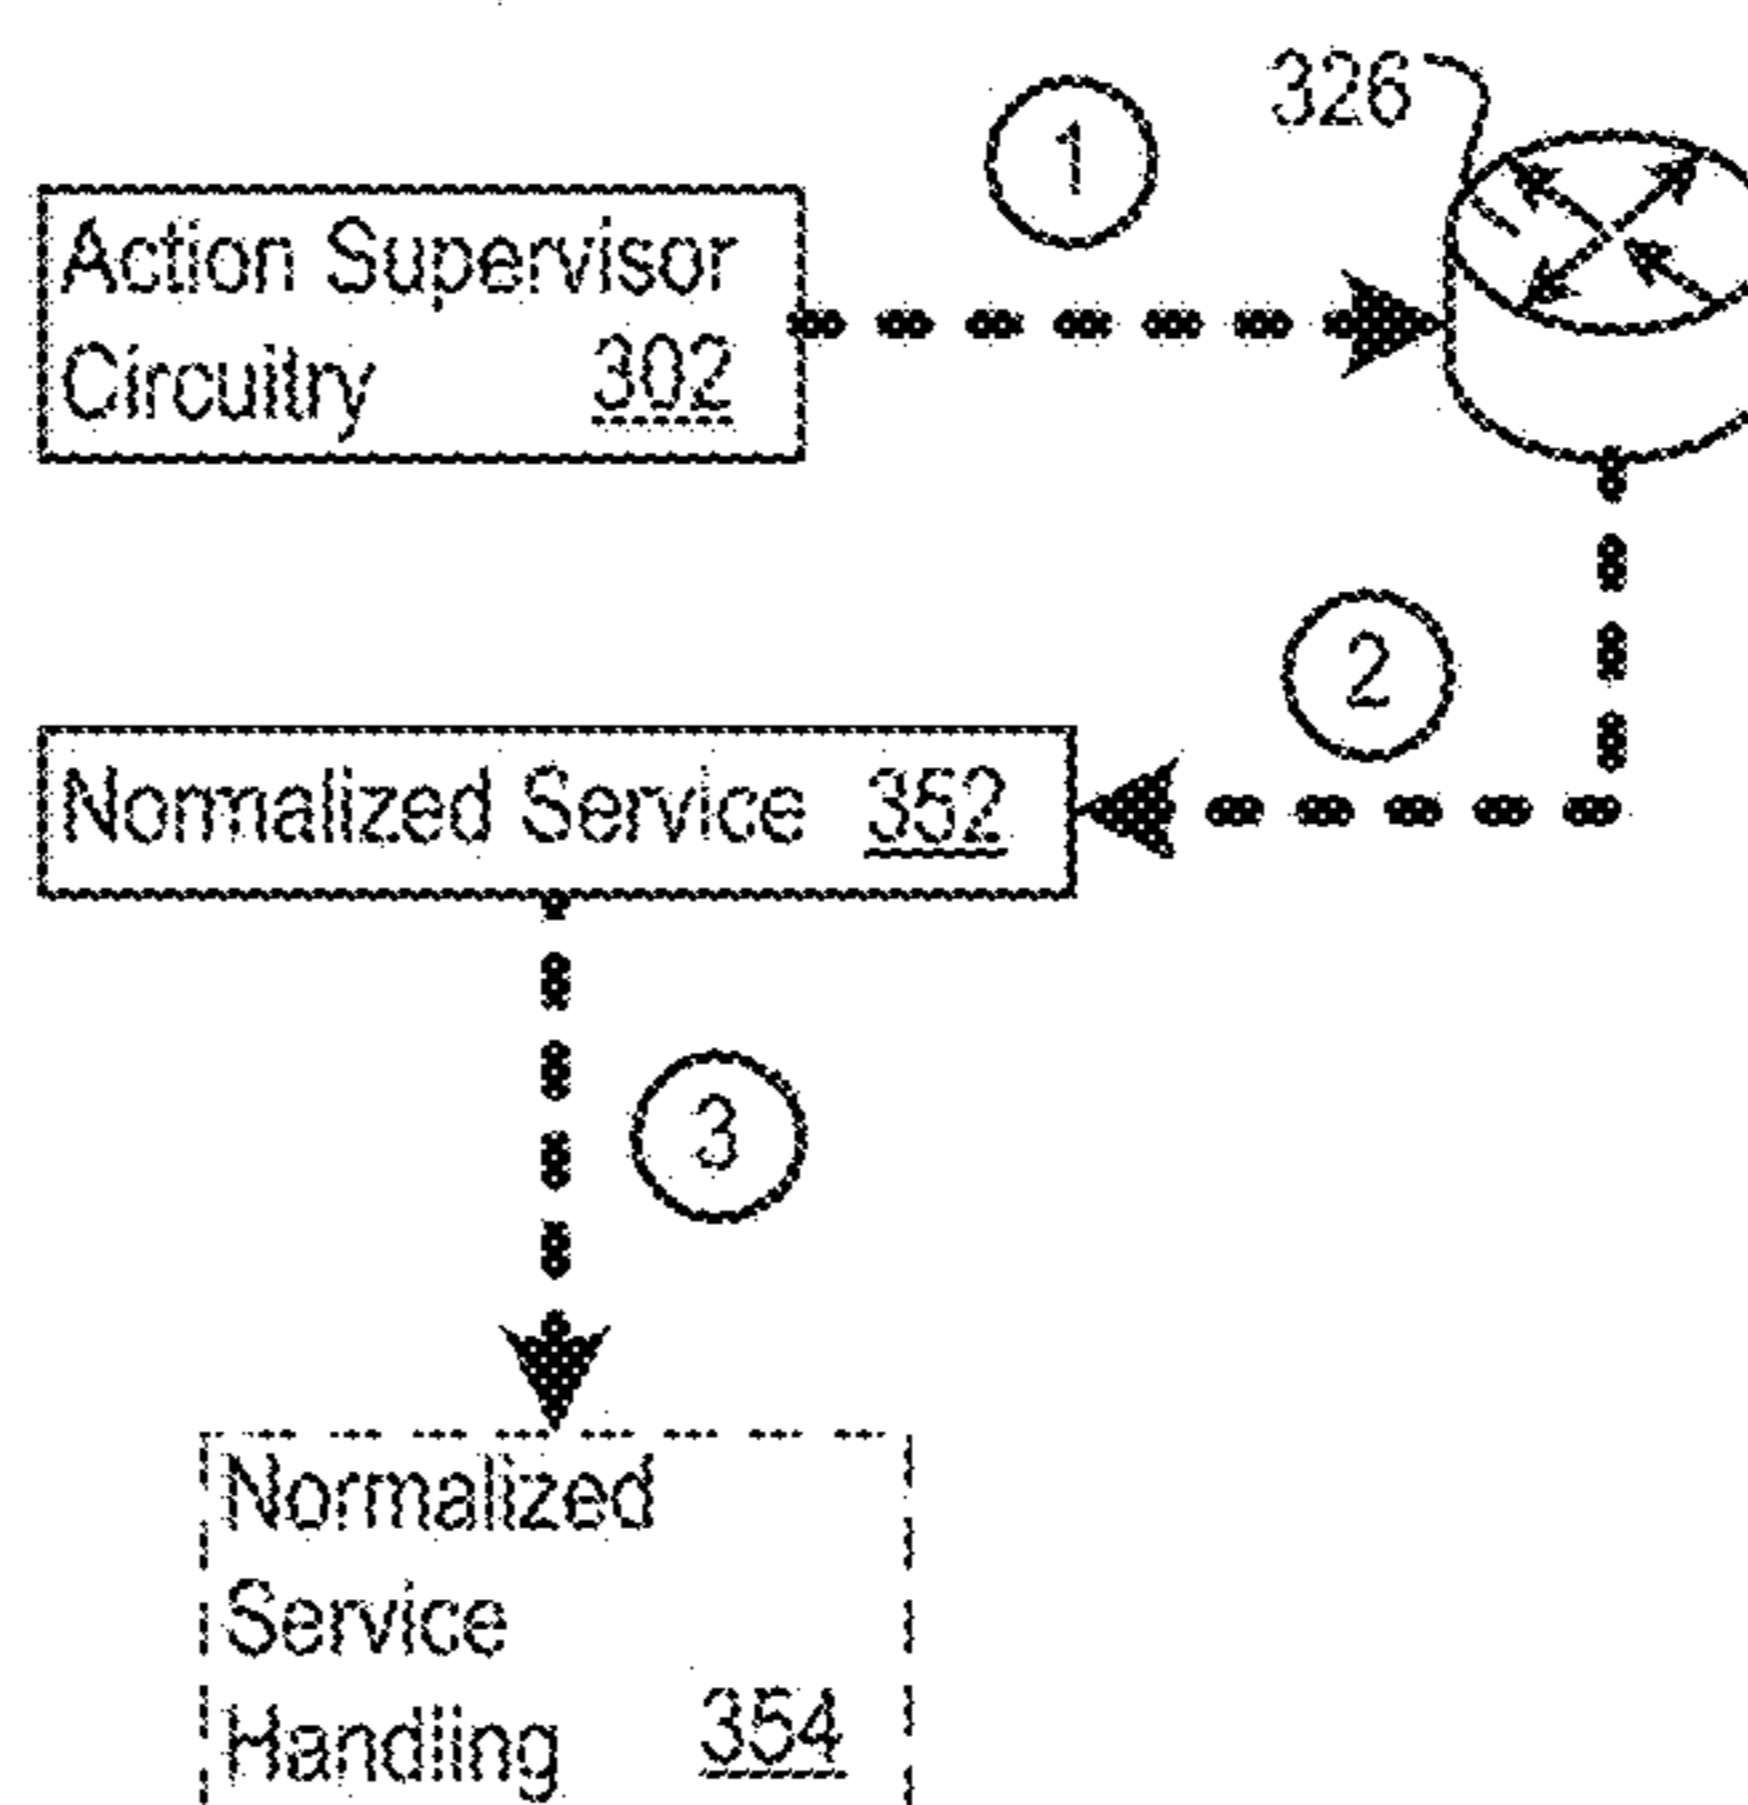 326
1
Action Supervisor
Circuitry 302
2
Normalized Service 352
3
Normalized
Service
Handling 354